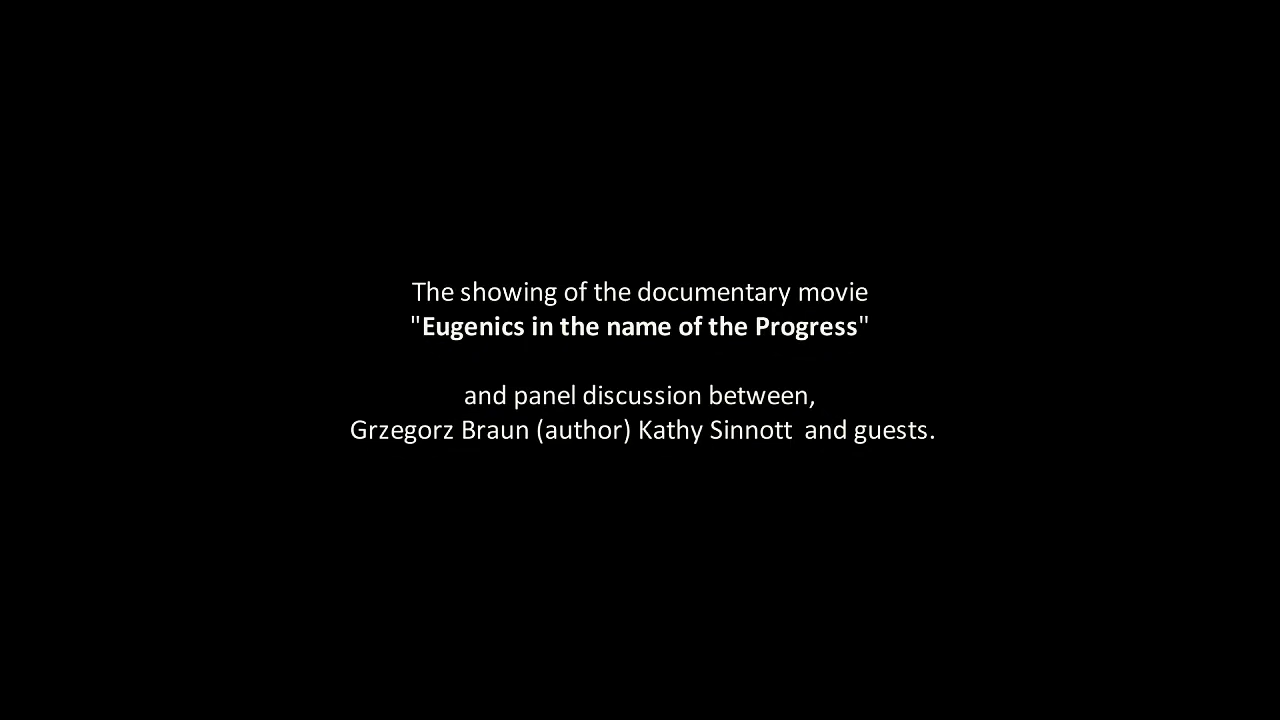 The showing of the documentary movie
"Eugenics in the name of the Progress"
and panel discussion between,
Grzegorz Braun (author) Kathy Sinnott  and guests.